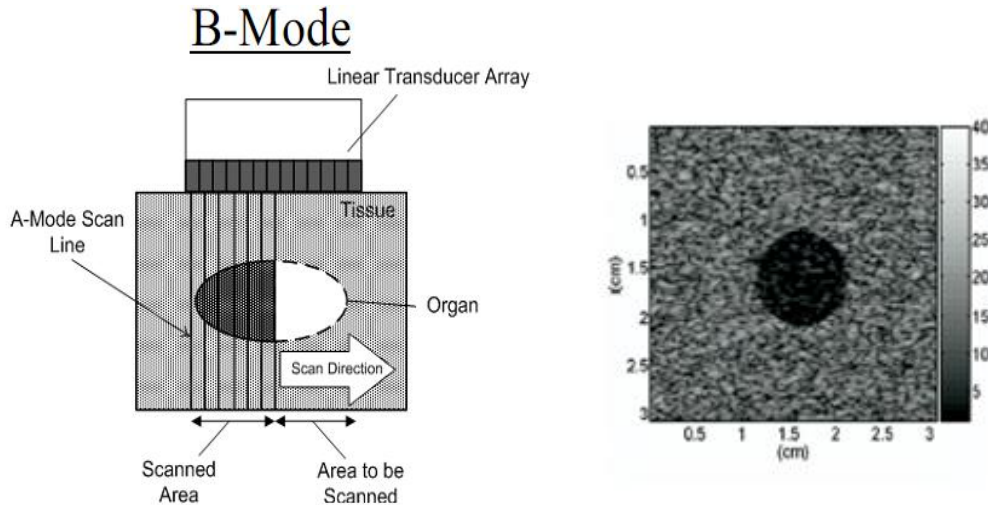 B-Mode
Linear Transducer Array
Tissue
A-Mode Scan
Line
Organ
Scan Direction
Scanned
Area
Area to be
Scanned
0.5
1
1.5
2
2.5
3
r(cm)
0.5 1 1.5 2 2.5 3
(cm)
40
35
30
25
20
15
10
5